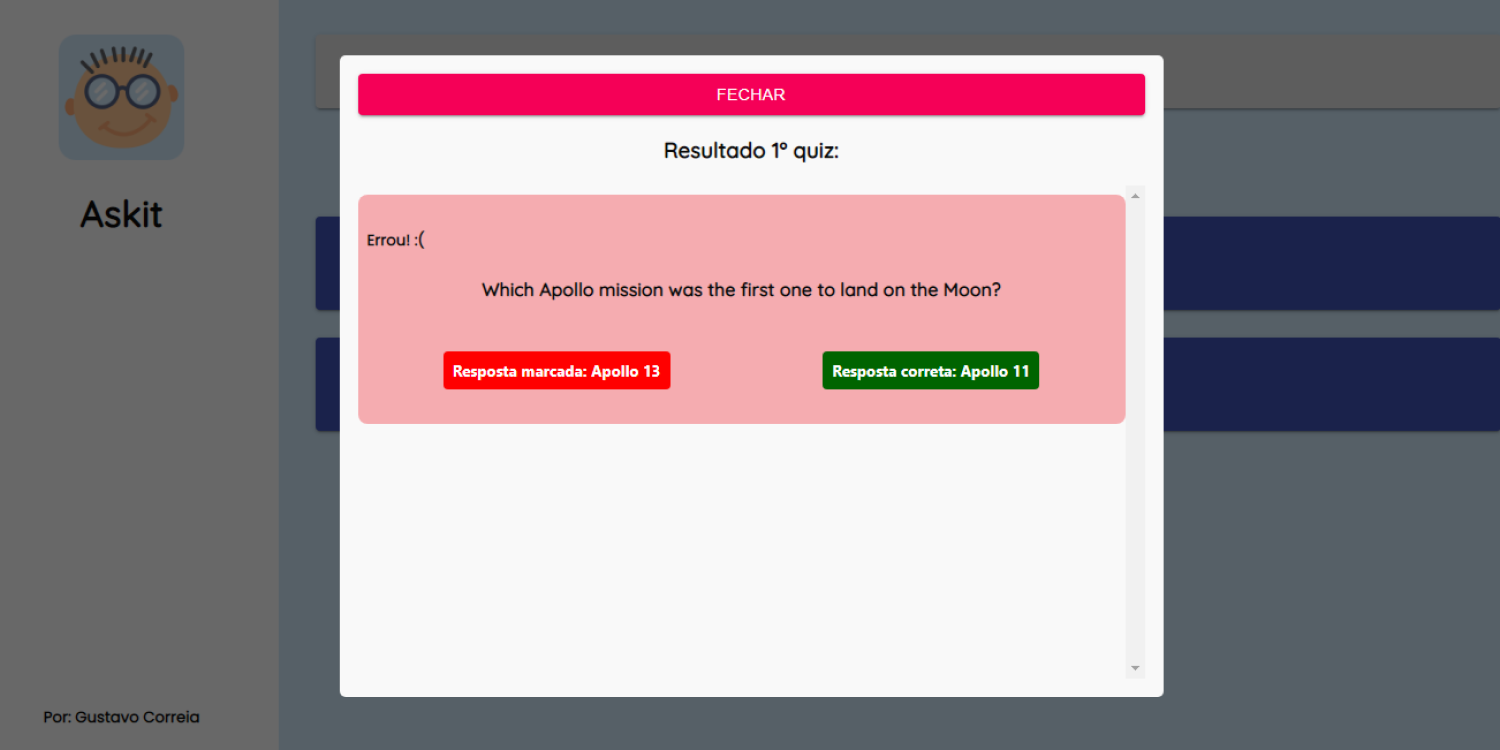 Askit
Por: Gustavo Correia
FECHAR
Resultado 1º quiz:
Errou! :(
Which Apollo mission was the first one to land on the Moon?
Resposta marcada: Apollo 13
Resposta correta: Apollo 11